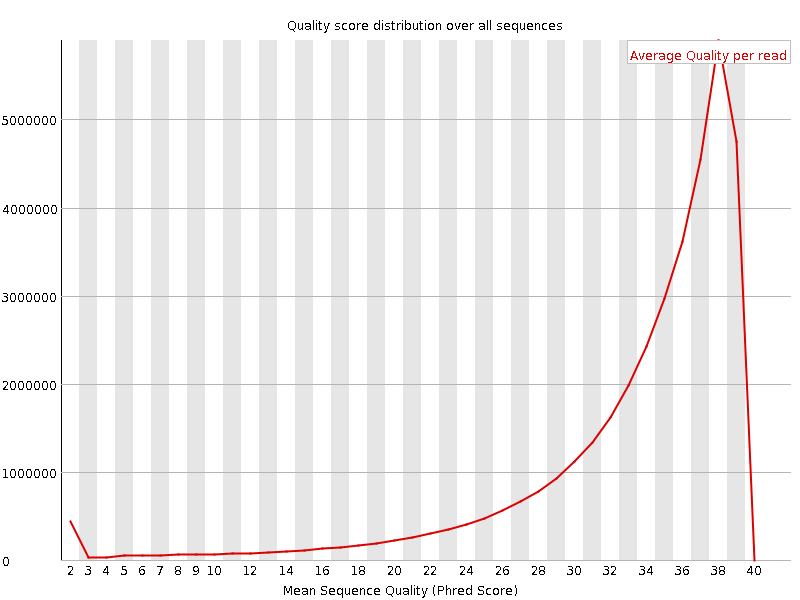 Quality score distribution over all sequences
Average Quality per read
5000000
4000000
3000000
2000000
1000000
0
2 3 4 5 6 7 8 9 10 12 14 16 18 20 22 24 26 28 30 32 34 36 38 40
Mean Sequence Quality (Phred Score)